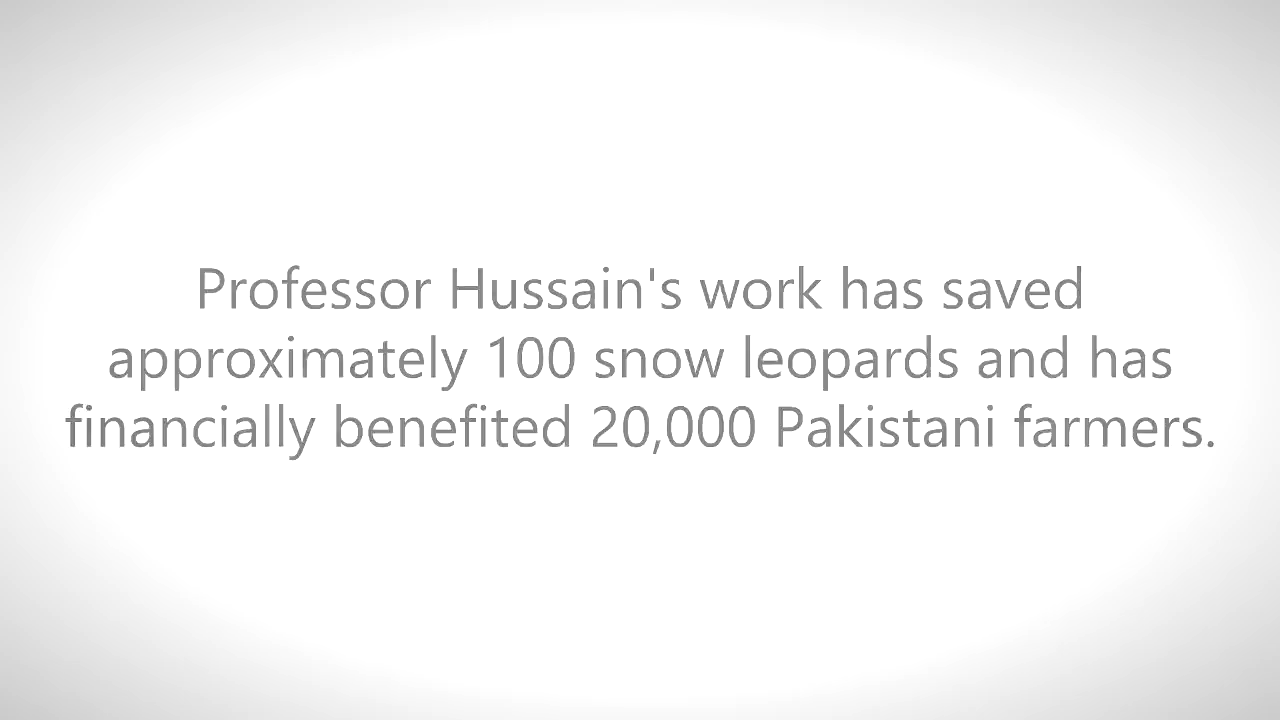 Professor Hussain's work has saved
approximately 100 snow leopards and has
financially benefited 20,000 Pakistani farmers.